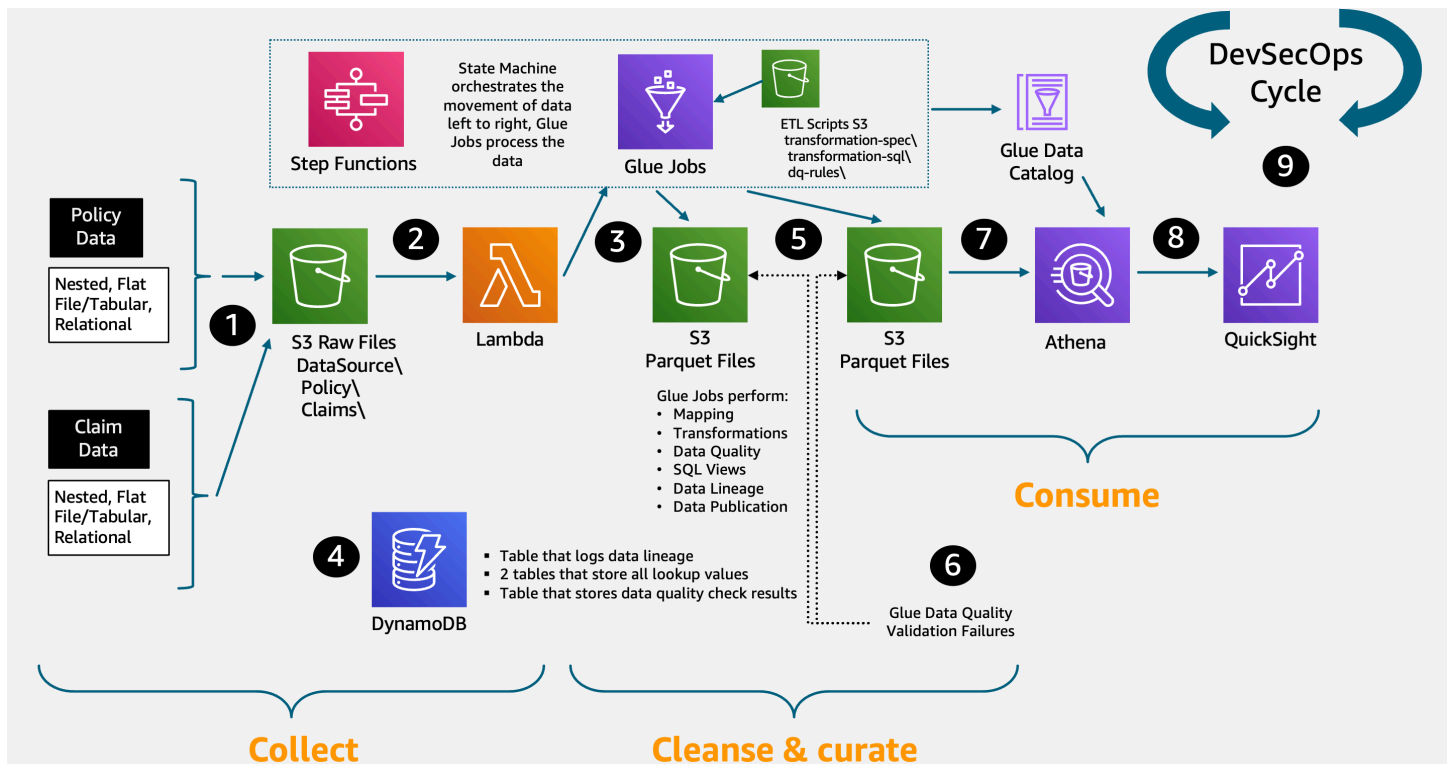 DevSecOps
Cycle
9
Step Functions
State Machine
orchestrates the
movement of data
left to right, Glue
Jobs process the
data
Glue Jobs
ETL Scripts S3
transformation-spec\
transformation-sql\
dq-rules\
Glue Data
Catalog
Policy
Data
Nested, Flat
File/Tabular,
Relational
1
Claim
Data
Nested, Flat
File/Tabular,
Relational
S3 Raw Files
DataSource\
Policy\
Claims\
2
Lambda
3
S3
Parquet Files
Glue Jobs perform:
• Mapping
• Transformations
• Data Quality
• SQL Views
• Data Lineage
• Data Publication
5
S3
Parquet Files
7
Athena
8
QuickSight
Consume
4
DynamoDB
▪ Table that logs data lineage
▪ 2 tables that store all lookup values
▪ Table that stores data quality check results
6
Glue Data Quality
Validation Failures
Collect
Cleanse & curate